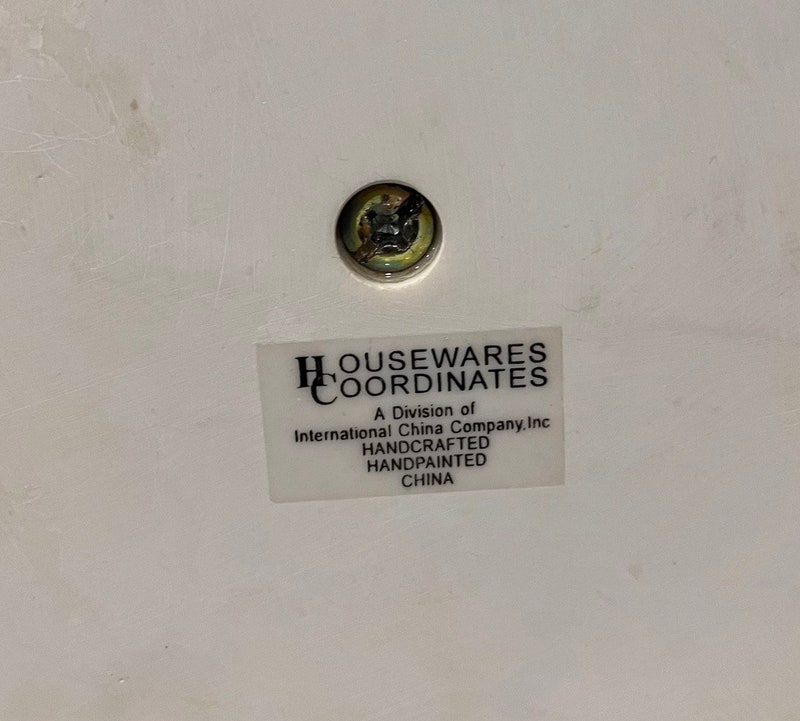 HOUSEWARES
COORDINATES
A Division of
International China Company,Inc
HANDCRAFTED
HANDPAINTED
CHINA